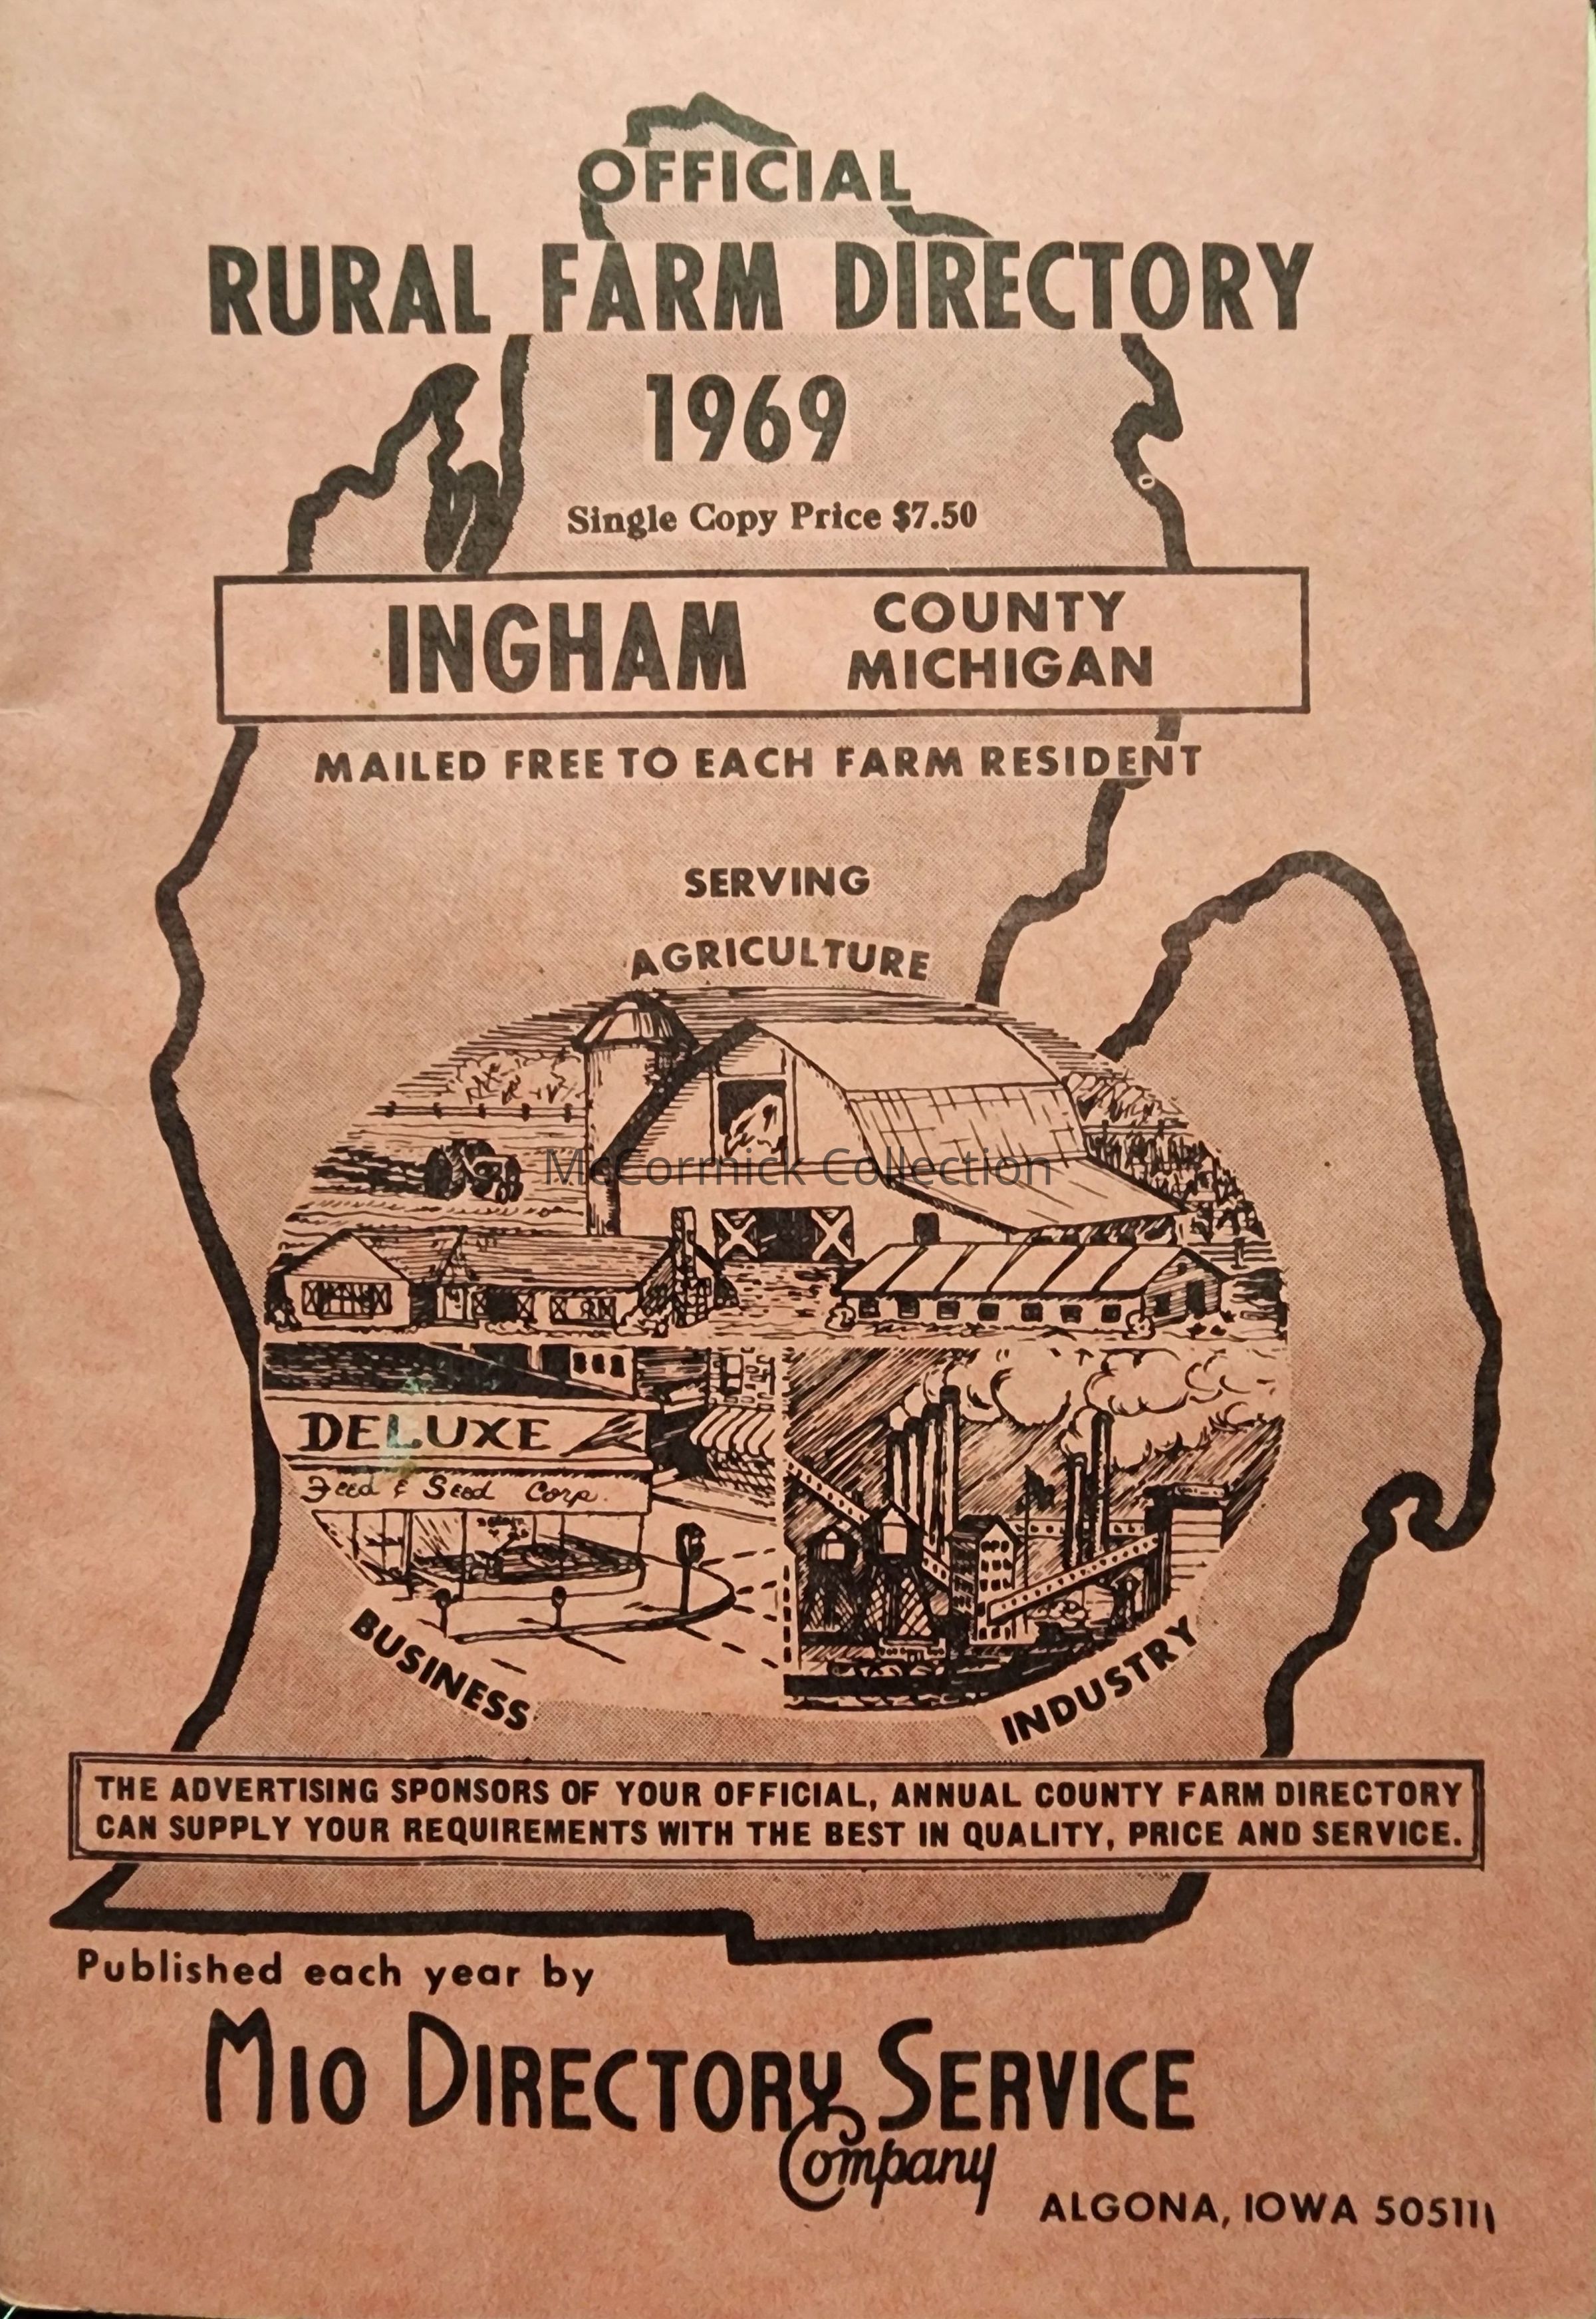 OFFICIAL
RURAL FARM DIRECTORY
1969
Single Copy Price $7.50
INGHAM COUNTY
MICHIGAN
MAILED FREE TO EACH FARM RESIDENT
SERVING
AGRICULTURE
McCormick Collection
DELUXE
Feed & Seed Corp.
BUSINESS
INDUSTRY
THE ADVERTISING SPONSORS OF YOUR OFFICIAL, ANNUAL COUNTY FARM DIRECTORY
CAN SUPPLY YOUR REQUIREMENTS WITH THE BEST IN QUALITY, PRICE AND SERVICE.
Published each year by
MIO DIRECTORY SERVICE
Company
ALGONA, IOWA 50511